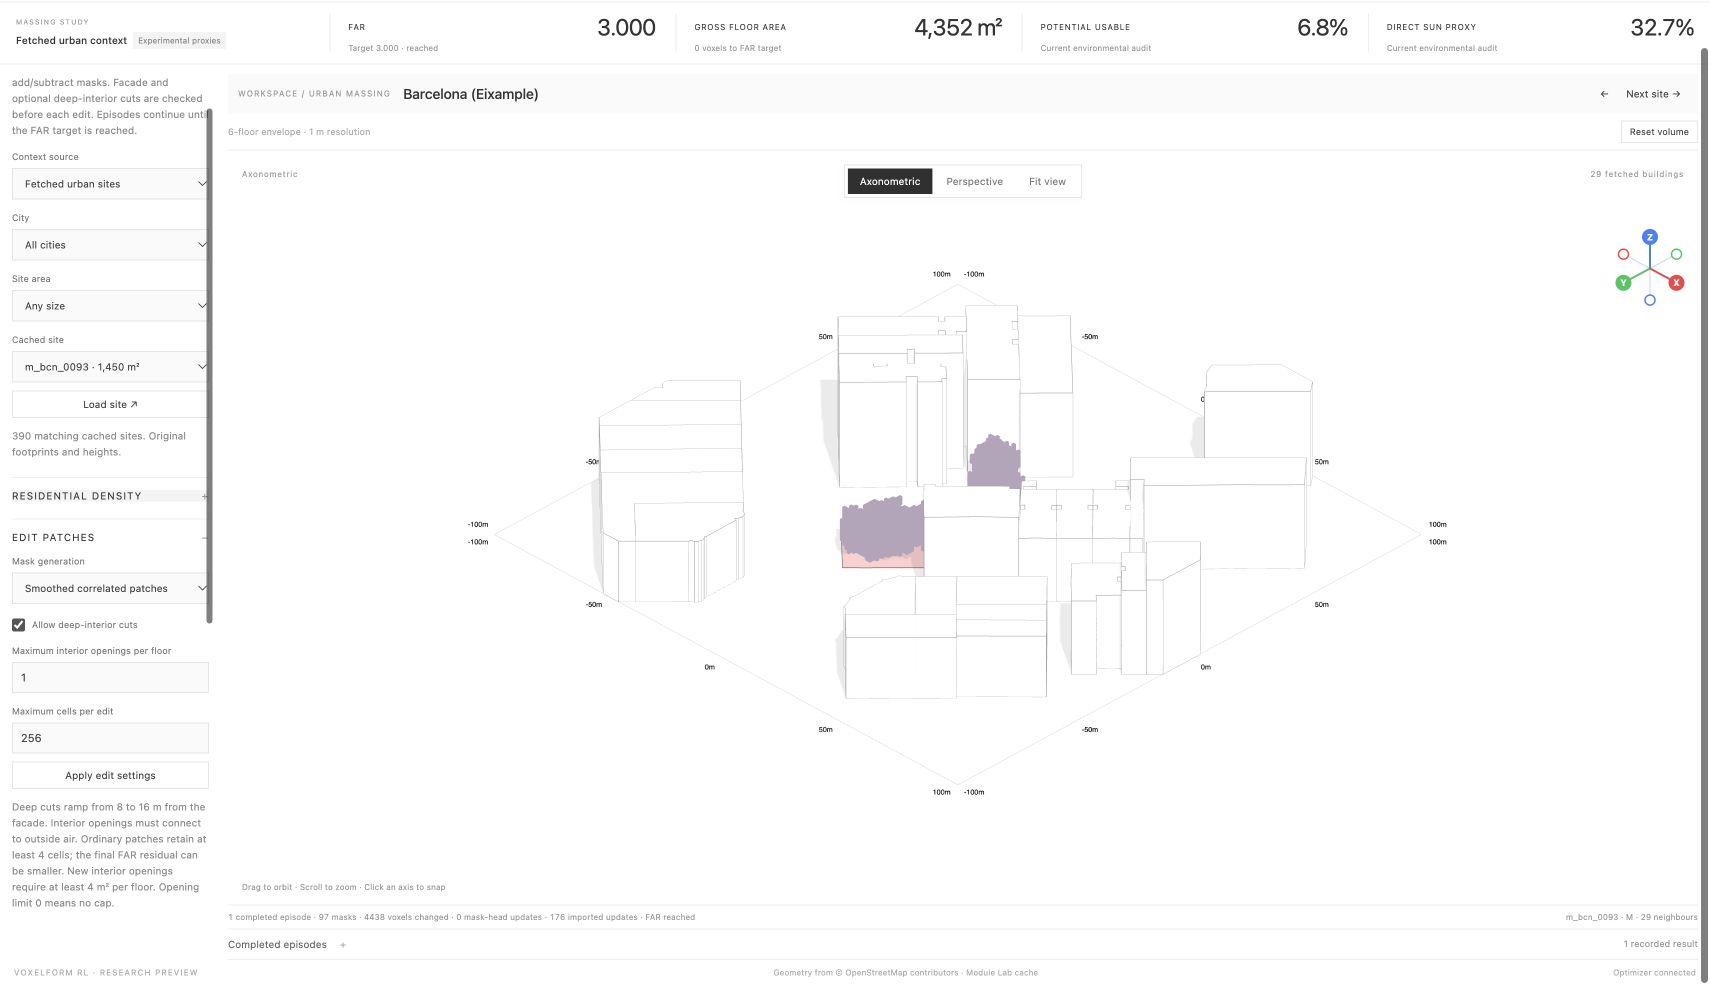 MASSING STUDY
Fetched urban context Experimental proxies
FAR
3.000
Target 3.000 · reached
GROSS FLOOR AREA
4,352 m²
0 voxels to FAR target
POTENTIAL USABLE
6.8%
Current environmental audit
DIRECT SUN PROXY
32.7%
Current environmental audit
add/subtract masks. Facade and
optional deep-interior cuts are checked
before each edit. Episodes continue until
the FAR target is reached.
Context source
Fetched urban sites
City
All cities
Site area
Any size
Cached site
m_bcn_0093 · 1,450 m²
Load site ↗
390 matching cached sites. Original
footprints and heights.
RESIDENTIAL DENSITY +
EDIT PATCHES −
Mask generation
Smoothed correlated patches
Allow deep-interior cuts
Maximum interior openings per floor
1
Maximum cells per edit
256
Apply edit settings
Deep cuts ramp from 8 to 16 m from the
facade. Interior openings must connect
to outside air. Ordinary patches retain at
least 4 cells; the final FAR residual can
be smaller. New interior openings
require at least 4 m² per floor. Opening
limit 0 means no cap.
VOXELFORM RL · RESEARCH PREVIEW
WORKSPACE / URBAN MASSING Barcelona (Eixample)
← Next site →
6-floor envelope · 1 m resolution
Reset volume
Axonometric
Axonometric Perspective Fit view
29 fetched buildings
Z
Y X
100m -100m
50m -50m
0
-50m 50m
-100m 100m
-100m 100m
-50m 50m
0m 0m
50m -50m
100m -100m
Drag to orbit · Scroll to zoom · Click an axis to snap
1 completed episode · 97 masks · 4438 voxels changed · 0 mask-head updates · 176 imported updates · FAR reached
m_bcn_0093 · M · 29 neighbours
Completed episodes +
1 recorded result
Geometry from © OpenStreetMap contributors · Module Lab cache
Optimizer connected